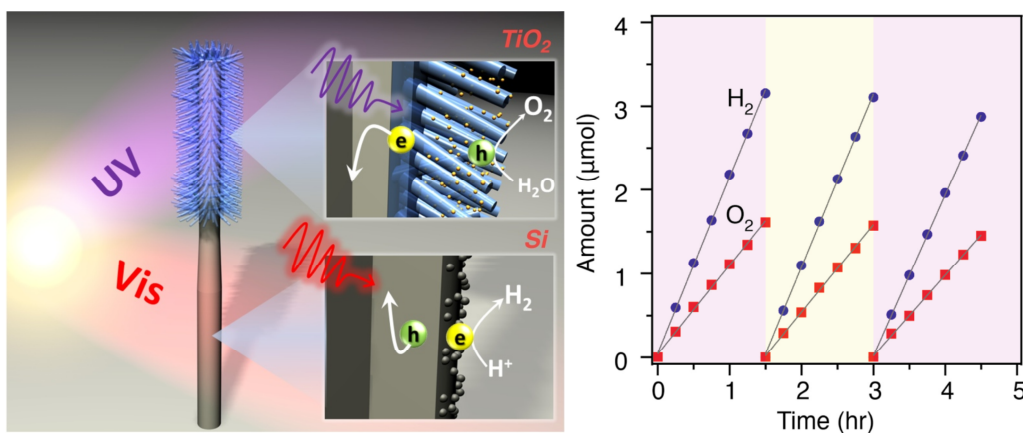 TiO₂
UV
e
h
O₂
H₂O
Si
Vis
h
e
H₂
H⁺
Amount (μmol)
4
3
2
1
0
H₂
O₂
0
1
2
3
4
5
Time (hr)